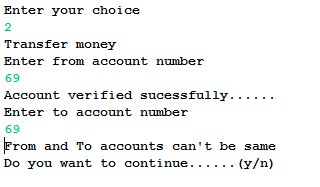 Enter your choice
2
Transfer money
Enter from account number
69
Account verified sucessfully......
Enter to account number
69
From and To accounts can't be same
Do you want to continue......(y/n)